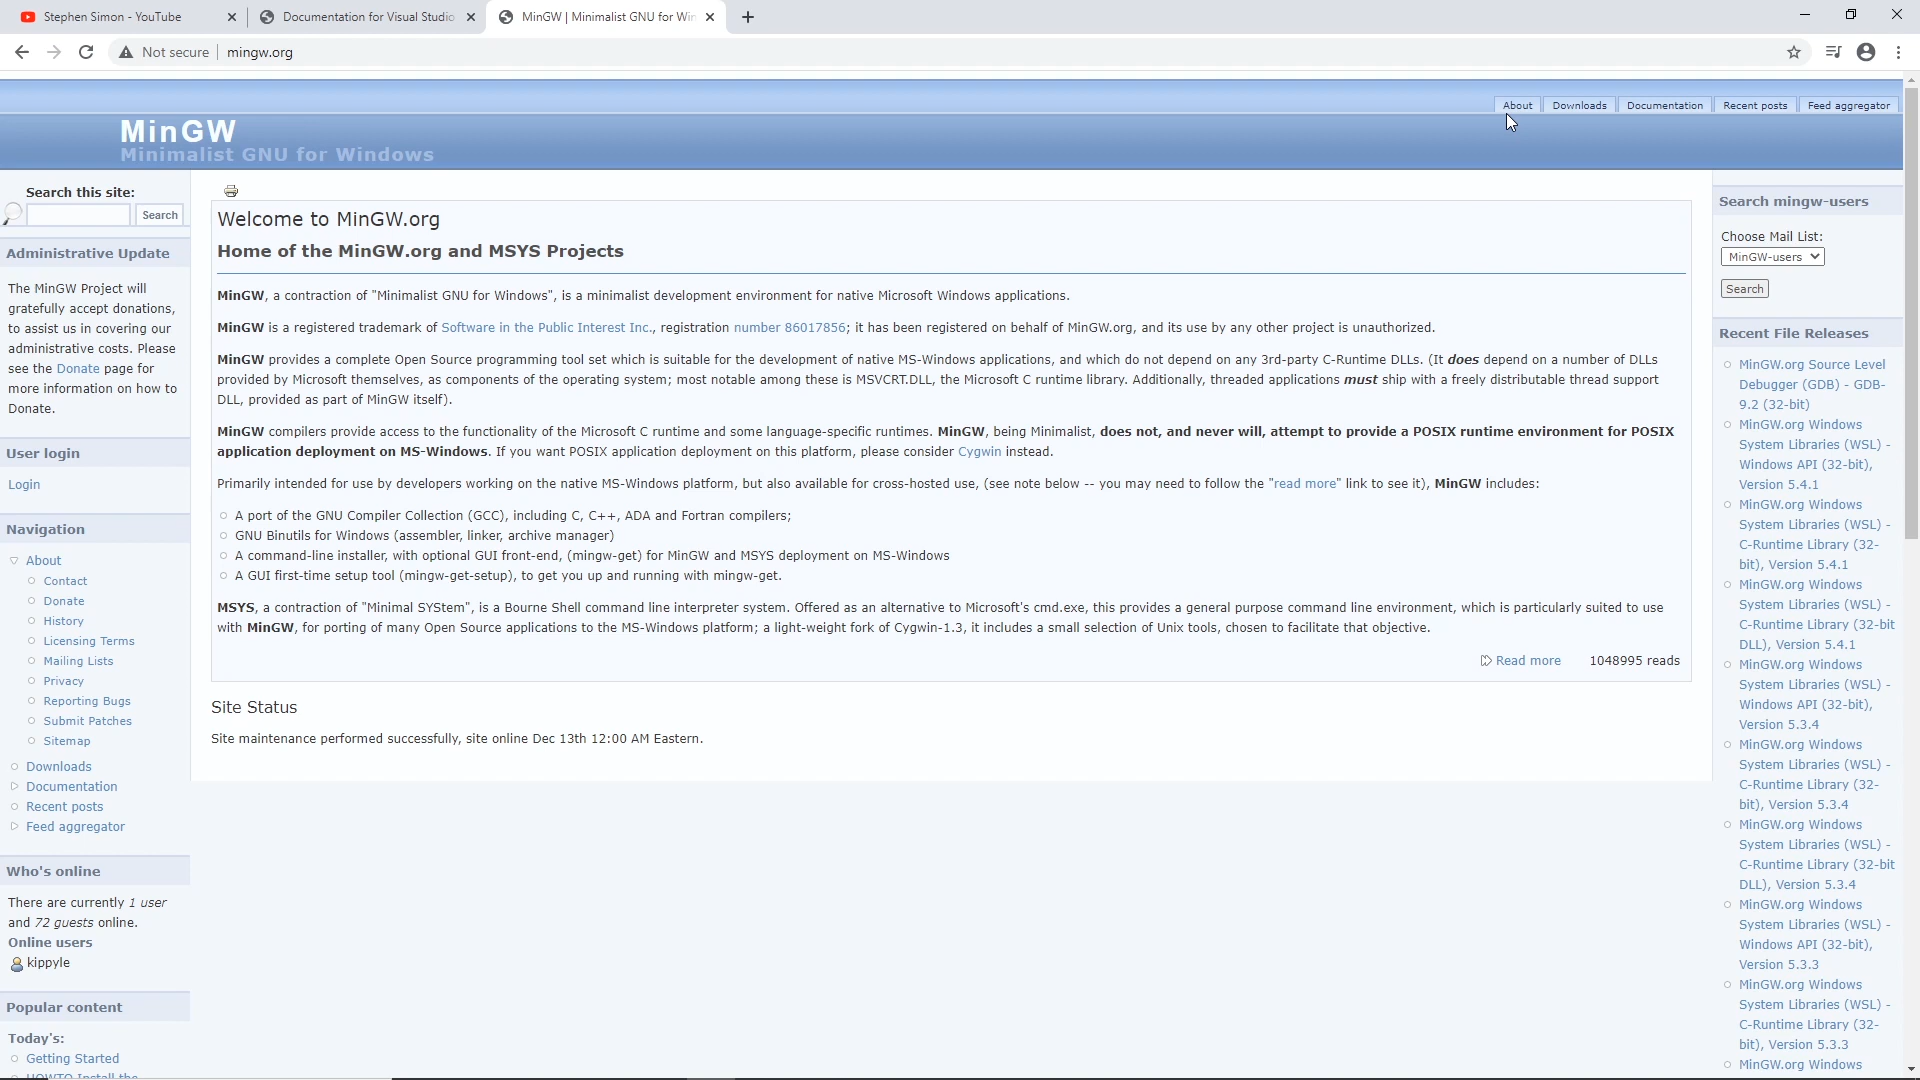 Stephen Simon - YouTube
Documentation for Visual Studio
MinGW | Minimalist GNU for Win
Not secure
mingw.org
About
Downloads
Documentation
Recent posts
Feed aggregator
MinGW
Minimalist GNU for Windows
Search this site:
Search
Administrative Update
The MinGW Project will
gratefully accept donations,
to assist us in covering our
administrative costs. Please
see the Donate page for
more information on how to
Donate.
User login
Login
Navigation
About
Contact
Donate
History
Licensing Terms
Mailing Lists
Privacy
Reporting Bugs
Submit Patches
Sitemap
Downloads
Documentation
Recent posts
Feed aggregator
Who's online
There are currently 1 user
and 72 guests online.
Online users
kippyle
Popular content
Today's:
Getting Started
HOWTO Install the
Welcome to MinGW.org
Home of the MinGW.org and MSYS Projects
MinGW, a contraction of "Minimalist GNU for Windows", is a minimalist development environment for native Microsoft Windows applications.
MinGW is a registered trademark of Software in the Public Interest Inc., registration number 86017856; it has been registered on behalf of MinGW.org, and its use by any other project is unauthorized.
MinGW provides a complete Open Source programming tool set which is suitable for the development of native MS-Windows applications, and which do not depend on any 3rd-party C-Runtime DLLs. (It does depend on a number of DLLs
provided by Microsoft themselves, as components of the operating system; most notable among these is MSVCRT.DLL, the Microsoft C runtime library. Additionally, threaded applications must ship with a freely distributable thread support
DLL, provided as part of MinGW itself).
MinGW compilers provide access to the functionality of the Microsoft C runtime and some language-specific runtimes. MinGW, being Minimalist, does not, and never will, attempt to provide a POSIX runtime environment for POSIX
application deployment on MS-Windows. If you want POSIX application deployment on this platform, please consider Cygwin instead.
Primarily intended for use by developers working on the native MS-Windows platform, but also available for cross-hosted use, (see note below -- you may need to follow the "read more" link to see it), MinGW includes:
A port of the GNU Compiler Collection (GCC), including C, C++, ADA and Fortran compilers;
GNU Binutils for Windows (assembler, linker, archive manager)
A command-line installer, with optional GUI front-end, (mingw-get) for MinGW and MSYS deployment on MS-Windows
A GUI first-time setup tool (mingw-get-setup), to get you up and running with mingw-get.
MSYS, a contraction of "Minimal SYStem", is a Bourne Shell command line interpreter system. Offered as an alternative to Microsoft's cmd.exe, this provides a general purpose command line environment, which is particularly suited to use
with MinGW, for porting of many Open Source applications to the MS-Windows platform; a light-weight fork of Cygwin-1.3, it includes a small selection of Unix tools, chosen to facilitate that objective.
Read more
1048995 reads
Site Status
Site maintenance performed successfully, site online Dec 13th 12:00 AM Eastern.
Search mingw-users
Choose Mail List:
MinGW-users
Search
Recent File Releases
MinGW.org Source Level
Debugger (GDB) - GDB-
9.2 (32-bit)
MinGW.org Windows
System Libraries (WSL) -
Windows API (32-bit),
Version 5.4.1
MinGW.org Windows
System Libraries (WSL) -
C-Runtime Library (32-
bit), Version 5.4.1
MinGW.org Windows
System Libraries (WSL) -
C-Runtime Library (32-bit
DLL), Version 5.4.1
MinGW.org Windows
System Libraries (WSL) -
Windows API (32-bit),
Version 5.3.4
MinGW.org Windows
System Libraries (WSL) -
C-Runtime Library (32-
bit), Version 5.3.4
MinGW.org Windows
System Libraries (WSL) -
C-Runtime Library (32-bit
DLL), Version 5.3.4
MinGW.org Windows
System Libraries (WSL) -
Windows API (32-bit),
Version 5.3.3
MinGW.org Windows
System Libraries (WSL) -
C-Runtime Library (32-
bit), Version 5.3.3
MinGW.org Windows